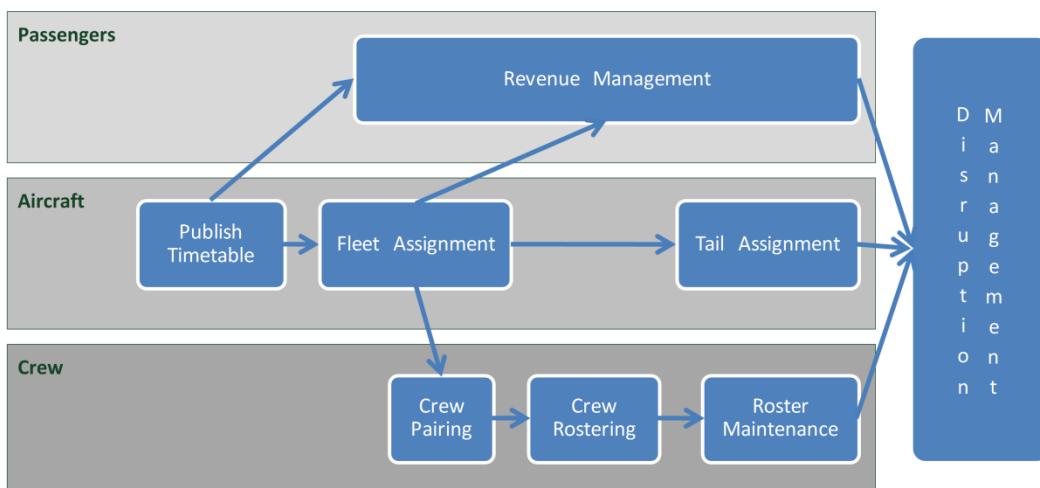 Passengers
Revenue Management
Aircraft
Publish
Timetable
Fleet Assignment
Tail Assignment
Crew
Crew
Pairing
Crew
Rostering
Roster
Maintenance
Disruption
Management